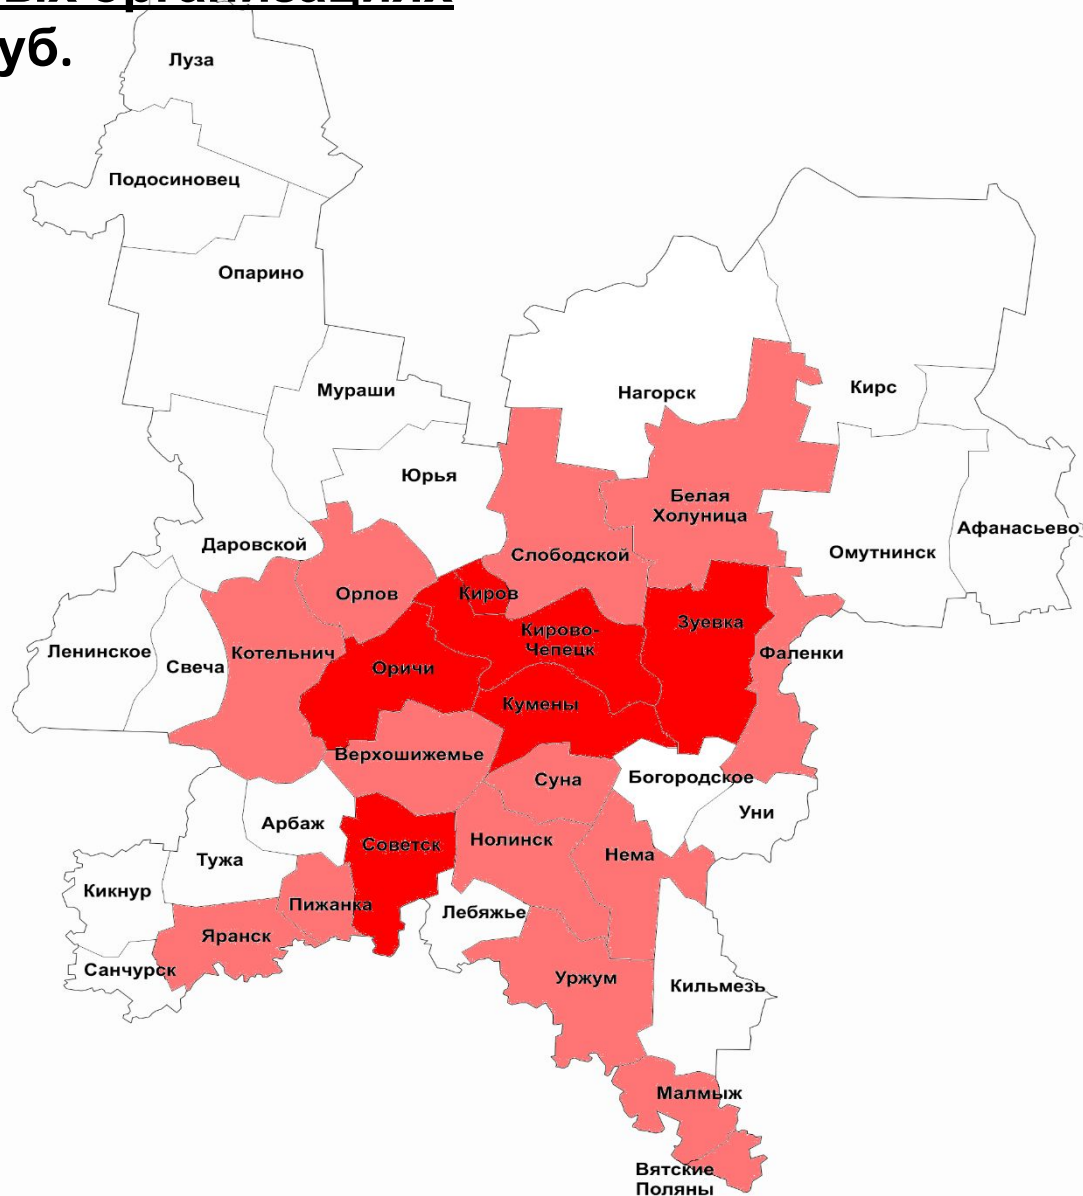 уб.
Луза
Подосиновец
Опарино
Мураши
Нагорск
Кирс
Юрья
Белая
Холуница
Афанасьево
Даровской
Слободской
Омутнинск
Орлов
Киров
Зуевка
Кирово-
Чепецк
Ленинское
Свеча
Котельнич
Оричи
Фаленки
Кумены
Верхошижемье
Суна
Богородское
Уни
Арбаж
Советск
Нолинск
Нема
Тужа
Кикнур
Пижанка
Лебяжье
Яранск
Санчурск
Уржум
Кильмезь
Малмыж
Вятские
Поляны